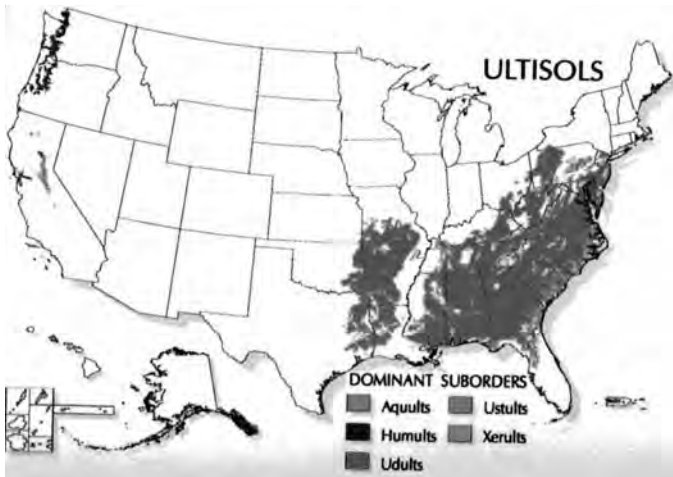 ULTISOLS
DOMINANT SUBORDERS
Aquults Ustults
Humults Xerults
Udults